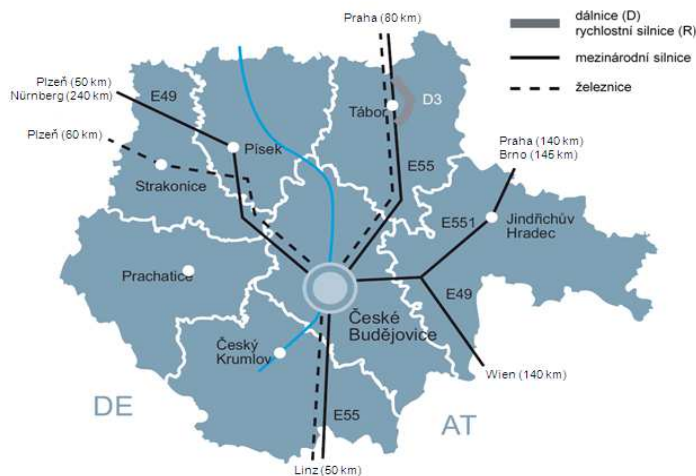 Praha (80 km)
dálnice (D)
rychlostní silnice (R)
mezinárodní silnice
železnice
Plzeň (50 km)
Nürnberg (240 km)
E49
Tábor
D3
Plzeň (60 km)
Písek
Praha (140 km)
Brno (145 km)
Strakonice
E55
E551
Jindřichův
Hradec
Prachatice
E49
České
Budějovice
Český
Krumlov
Wien (140 km)
DE
E55
AT
Linz (50 km)